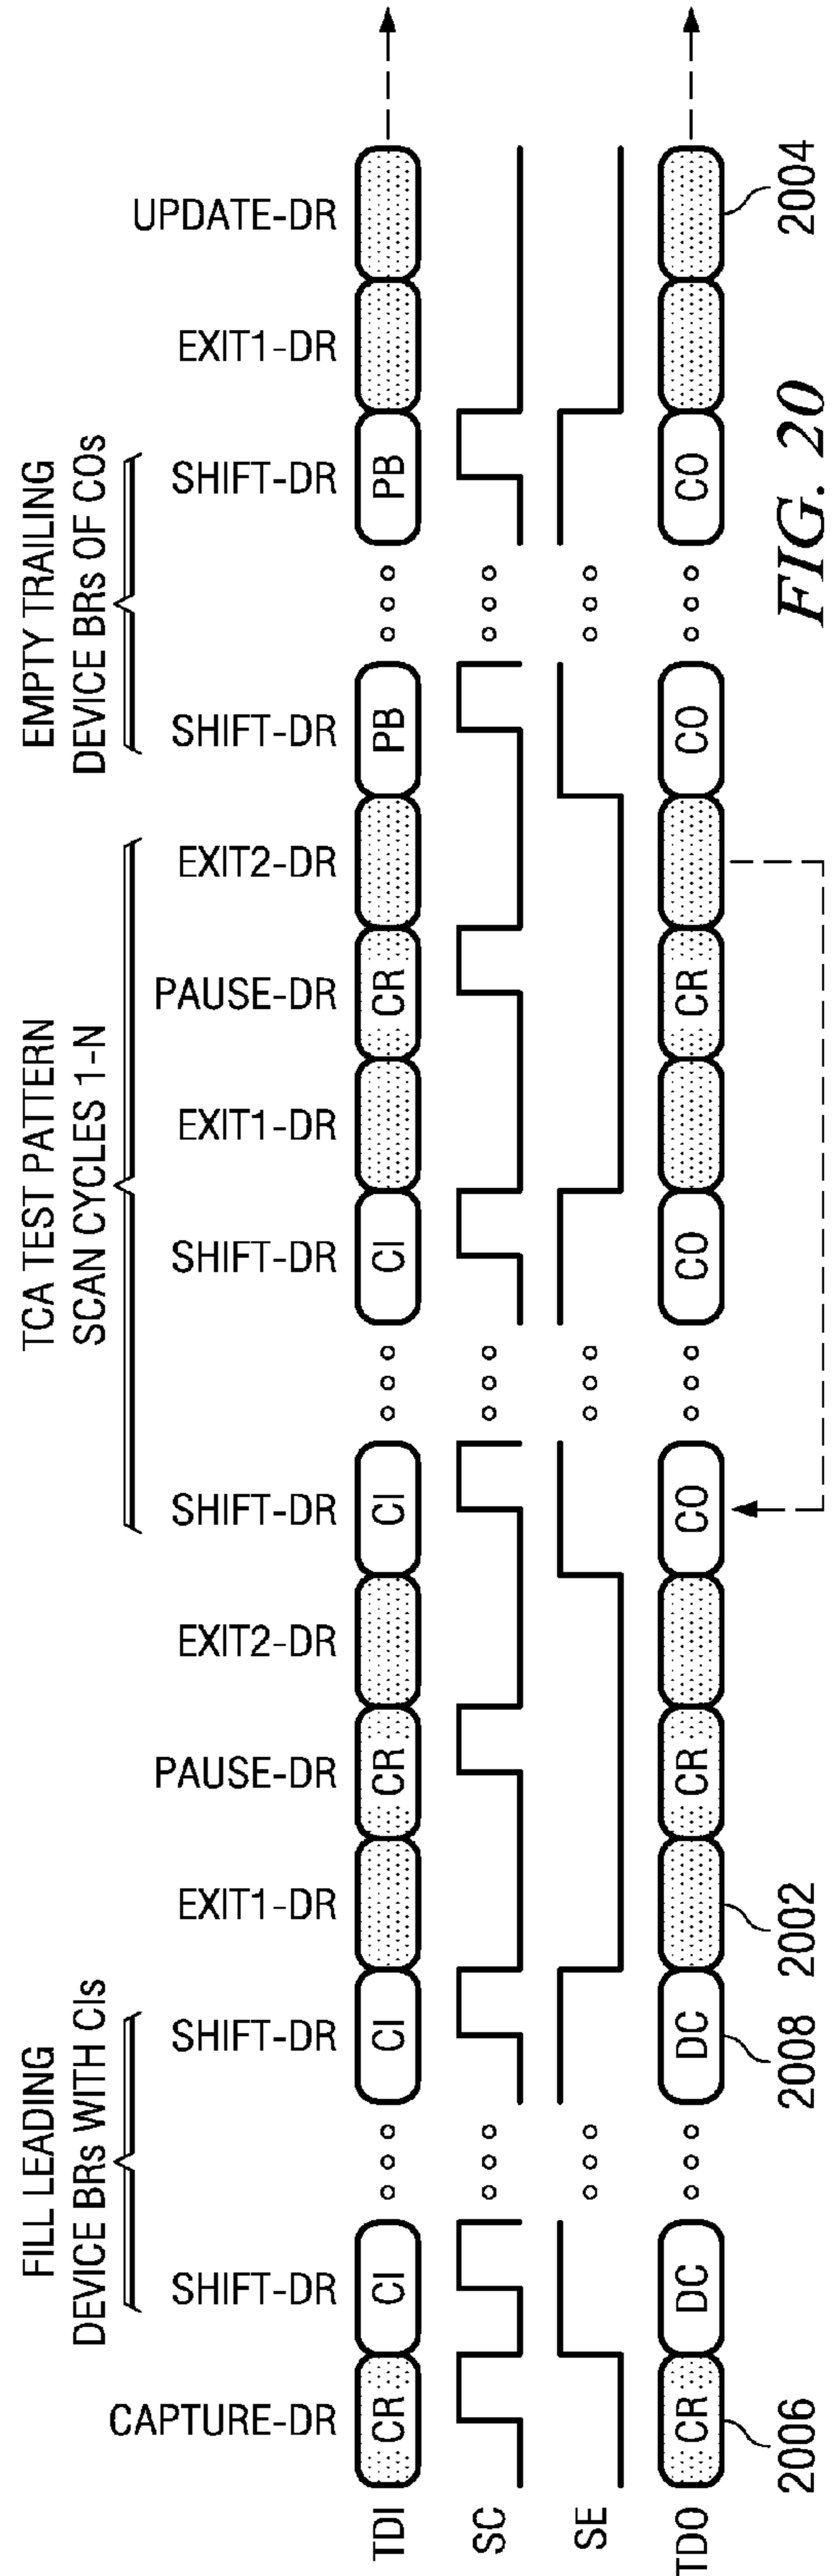 FILL LEADING
DEVICE BRs WITH CIs
TCA TEST PATTERN
SCAN CYCLES 1-N
EMPTY TRAILING
DEVICE BRs OF COs
CAPTURE-DR
SHIFT-DR
SHIFT-DR
EXIT1-DR
PAUSE-DR
EXIT2-DR
SHIFT-DR
SHIFT-DR
EXIT1-DR
PAUSE-DR
EXIT2-DR
SHIFT-DR
SHIFT-DR
EXIT1-DR
UPDATE-DR
TDI CR CI CI CR CI CI CR PB PB
SC
SE
TDO CR DC DC CR CO CO CR CO CO
2006
2008
2002
2004
FIG. 20